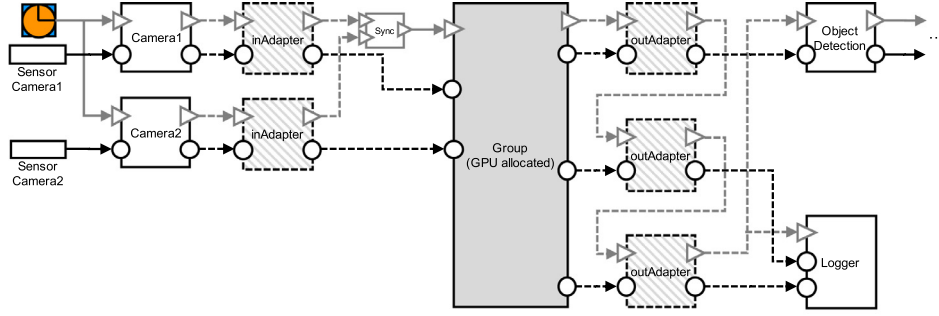 Camera1
inAdapter
Sync
outAdapter
Object
Detection
..
Sensor
Camera1
Camera2
inAdapter
Group
(GPU allocated)
outAdapter
Sensor
Camera2
outAdapter
Logger